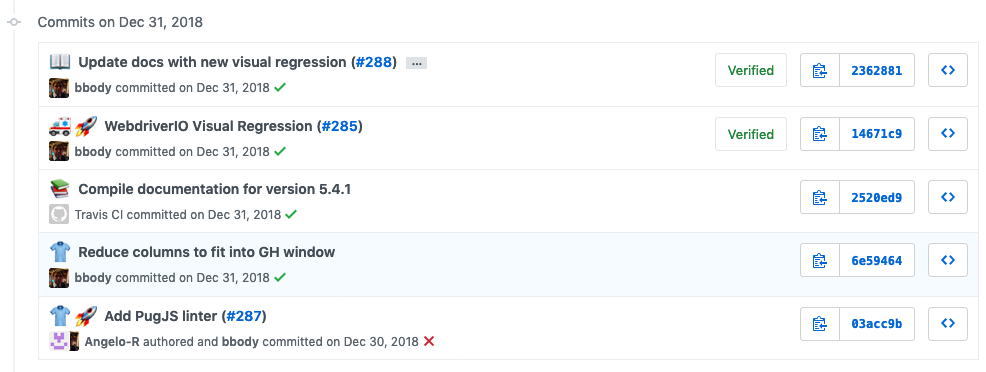 Commits on Dec 31, 2018
Update docs with new visual regression (#288) ...
bbody committed on Dec 31, 2018
Verified
2362881
WebdriverIO Visual Regression (#285)
bbody committed on Dec 31, 2018
Verified
14671c9
Compile documentation for version 5.4.1
Travis CI committed on Dec 31, 2018
2520ed9
Reduce columns to fit into GH window
bbody committed on Dec 31, 2018
6e59464
Add PugJS linter (#287)
Angelo-R authored and bbody committed on Dec 30, 2018
03acc9b